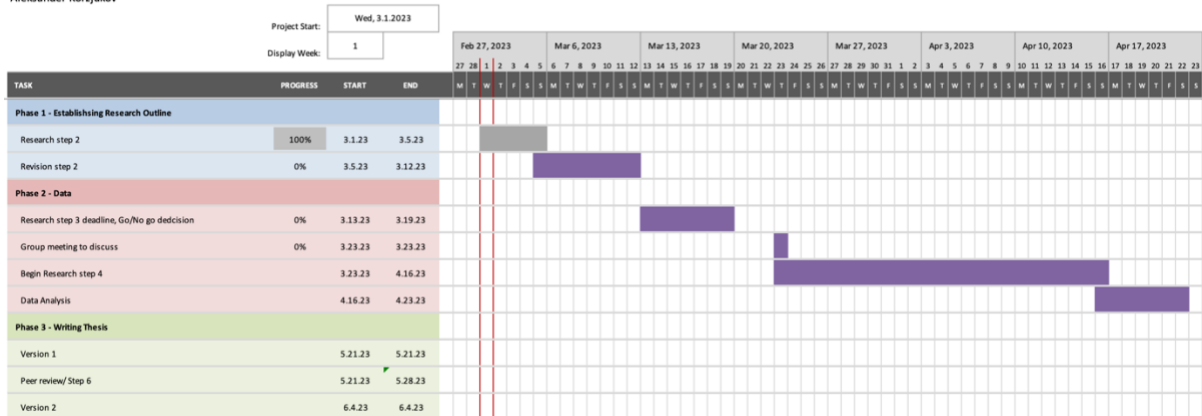 Project Start:
Wed, 3.1.2023
Display Week:
1
Feb 27, 2023 Mar 6, 2023 Mar 13, 2023 Mar 20, 2023 Mar 27, 2023 Apr 3, 2023 Apr 10, 2023 Apr 17, 2023
27 28 1 2 3 4 5 6 7 8 9 10 11 12 13 14 15 16 17 18 19 20 21 22 23 24 25 26 27 28 29 30 31 1 2 3 4 5 6 7 8 9 10 11 12 13 14 15 16 17 18 19 20 21 22 23
TASK PROGRESS START END M T W T F S S M T W T F S S M T W T F S S M T W T F S S M T W T F S S M T W T F S S M T W T F S S M T W T F S S
Phase 1 - Establishsing Research Outline
Research step 2 100% 3.1.23 3.5.23
Revision step 2 0% 3.5.23 3.12.23
Phase 2 - Data
Research step 3 deadline, Go/No go dedcision 0% 3.13.23 3.19.23
Group meeting to discuss 0% 3.23.23 3.23.23
Begin Research step 4 3.23.23 4.16.23
Data Analysis 4.16.23 4.23.23
Phase 3 - Writing Thesis
Version 1 5.21.23 5.21.23
Peer review/ Step 6 5.21.23 5.28.23
Version 2 6.4.23 6.4.23